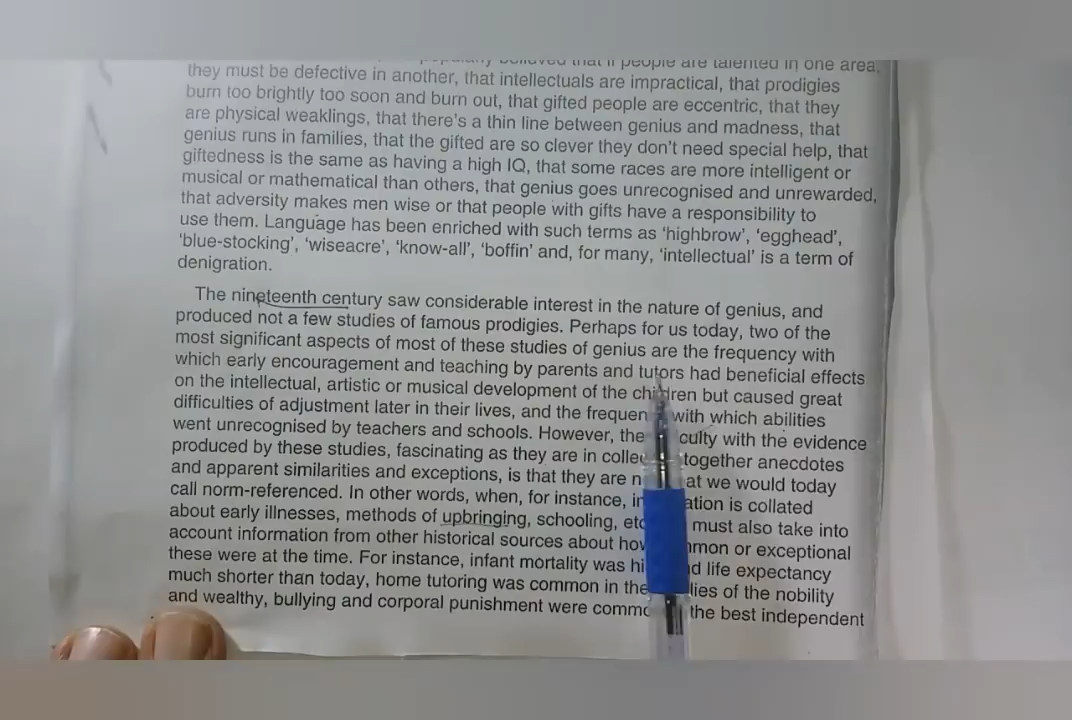 believed that if people are talented in one area,
they must be defective in another, that intellectuals are impractical, that prodigies
burn too brightly too soon and burn out, that gifted people are eccentric, that they
are physical weaklings, that there's a thin line between genius and madness, that
genius runs in families, that the gifted are so clever they don't need special help, that
giftedness is the same as having a high IQ, that some races are more intelligent or
musical or mathematical than others, that genius goes unrecognised and unrewarded,
that adversity makes men wise or that people with gifts have a responsibility to
use them. Language has been enriched with such terms as 'highbrow', 'egghead',
'blue-stocking', 'wiseacre', 'know-all', 'boffin' and, for many, 'intellectual' is a term of
denigration.
The nineteenth century saw considerable interest in the nature of genius, and
produced not a few studies of famous prodigies. Perhaps for us today, two of the
most significant aspects of most of these studies of genius are the frequency with
which early encouragement and teaching by parents and tutors had beneficial effects
on the intellectual, artistic or musical development of the children but caused great
difficulties of adjustment later in their lives, and the frequen with which abilities
went unrecognised by teachers and schools. However, the culty with the evidence
produced by these studies, fascinating as they are in collec together anecdotes
and apparent similarities and exceptions, is that they are n at we would today
call norm-referenced. In other words, when, for instance, in ation is collated
about early illnesses, methods of upbringing, schooling, etc must also take into
account information from other historical sources about how mmon or exceptional
these were at the time. For instance, infant mortality was hi d life expectancy
much shorter than today, home tutoring was common in the lies of the nobility
and wealthy, bullying and corporal punishment were commo the best independent